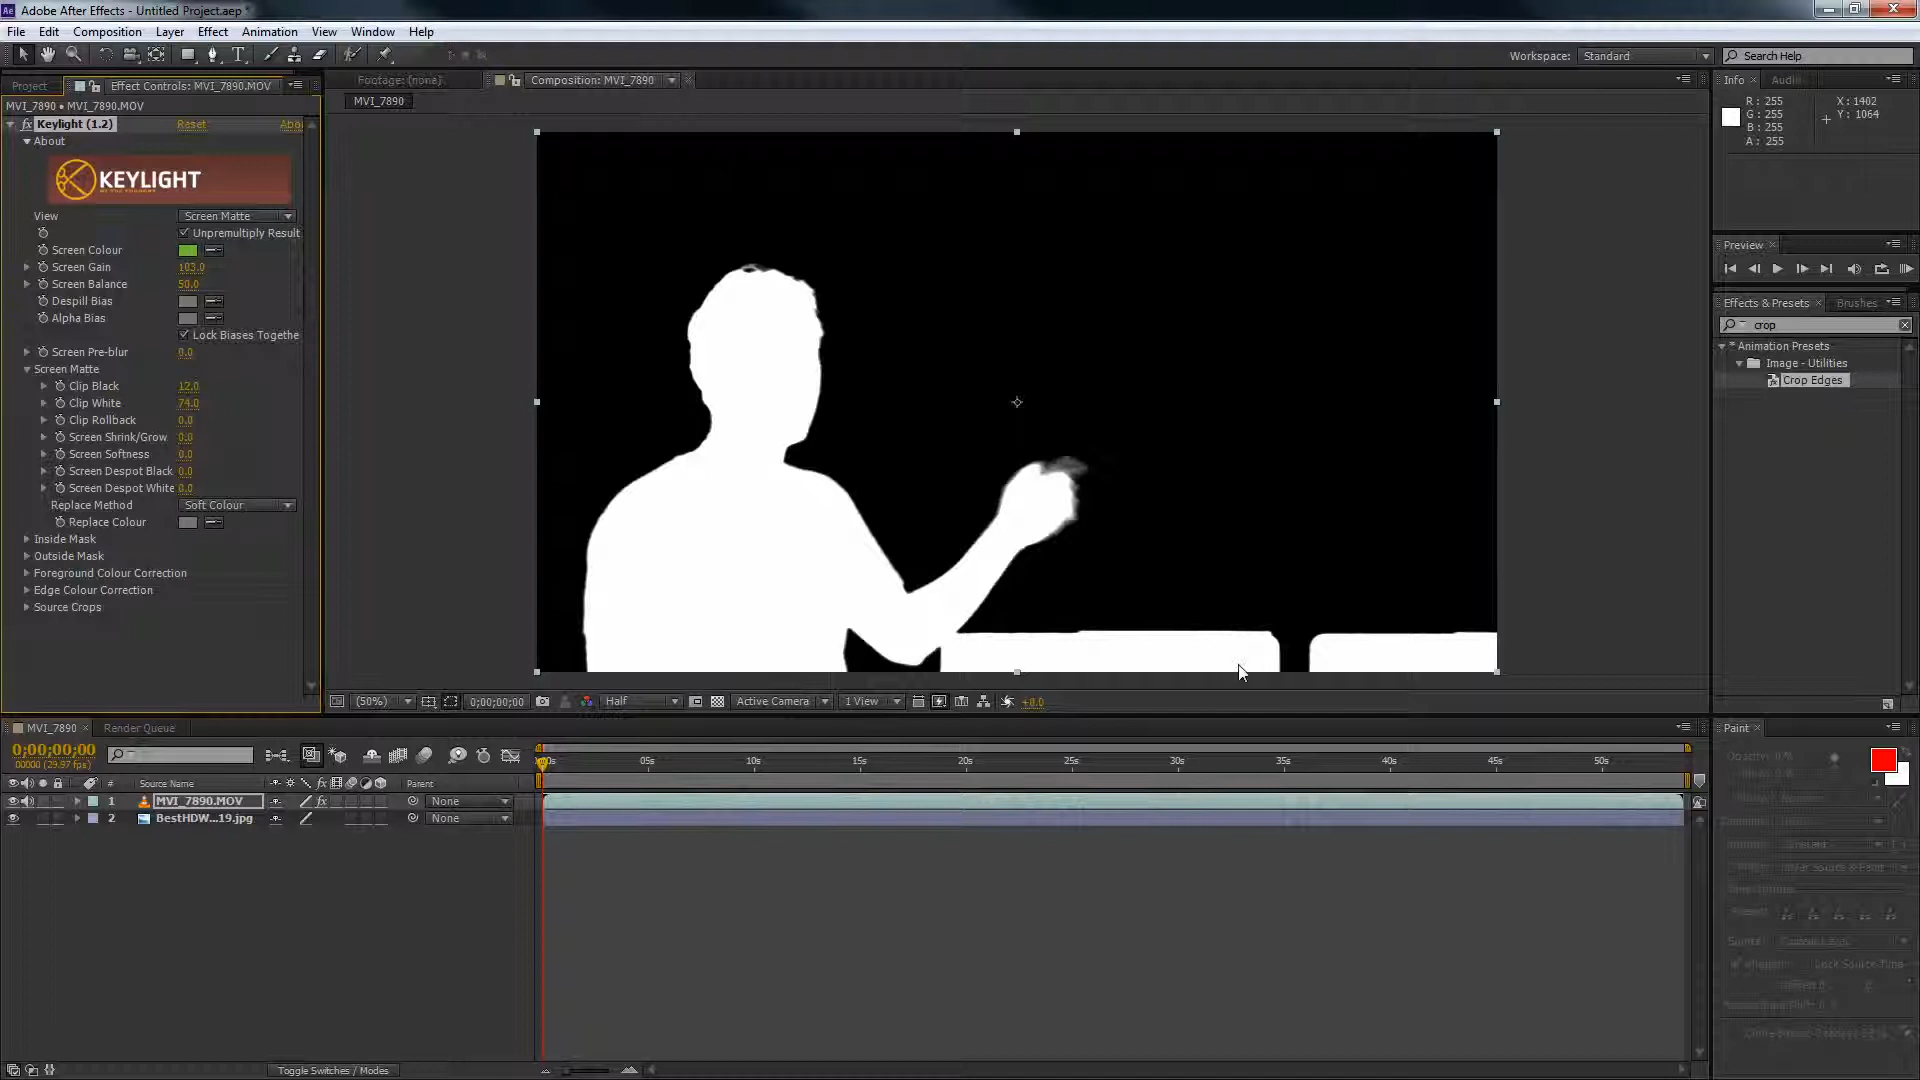 Adobe After Effects - Untitled Project.aep *
File Edit Composition Layer Effect Animation View Window Help
Workspace: Standard Search Help
Project Effect Controls: MVI_7890.MOV
Footage: (none) Composition: MVI_7890
MVI_7890 • MVI_7890.MOV
MVI_7890
fx Keylight (1.2) Reset Abo
About
KEYLIGHT
View Screen Matte
Unpremultiply Result
Screen Colour
Screen Gain 103.0
Screen Balance 50.0
Despill Bias
Alpha Bias
Lock Biases Togethe
Screen Pre-blur 0.0
Screen Matte
Clip Black 12.0
Clip White 74.0
Clip Rollback 0.0
Screen Shrink/Grow 0.0
Screen Softness 0.0
Screen Despot Black 0.0
Screen Despot White 0.0
Replace Method Soft Colour
Replace Colour
Inside Mask
Outside Mask
Foreground Colour Correction
Edge Colour Correction
Source Crops
(50%) 0;00;00;00 Half Active Camera 1 View +0.0
Info Audio
R: 255 X: 1402
G: 255 Y: 1064
B: 255
A: 255
Preview
Effects & Presets Brushes
crop
* Animation Presets
Image - Utilities
Crop Edges
MVI_7890 Render Queue
0;00;00;00
00000 (29.97 fps)
05s 10s 15s 20s 25s 30s 35s 40s 45s 50s
# Source Name Parent
1 MVI_7890.MOV None
2 BestHDW...19.jpg None
Toggle Switches / Modes
Paint
Lock Source Time